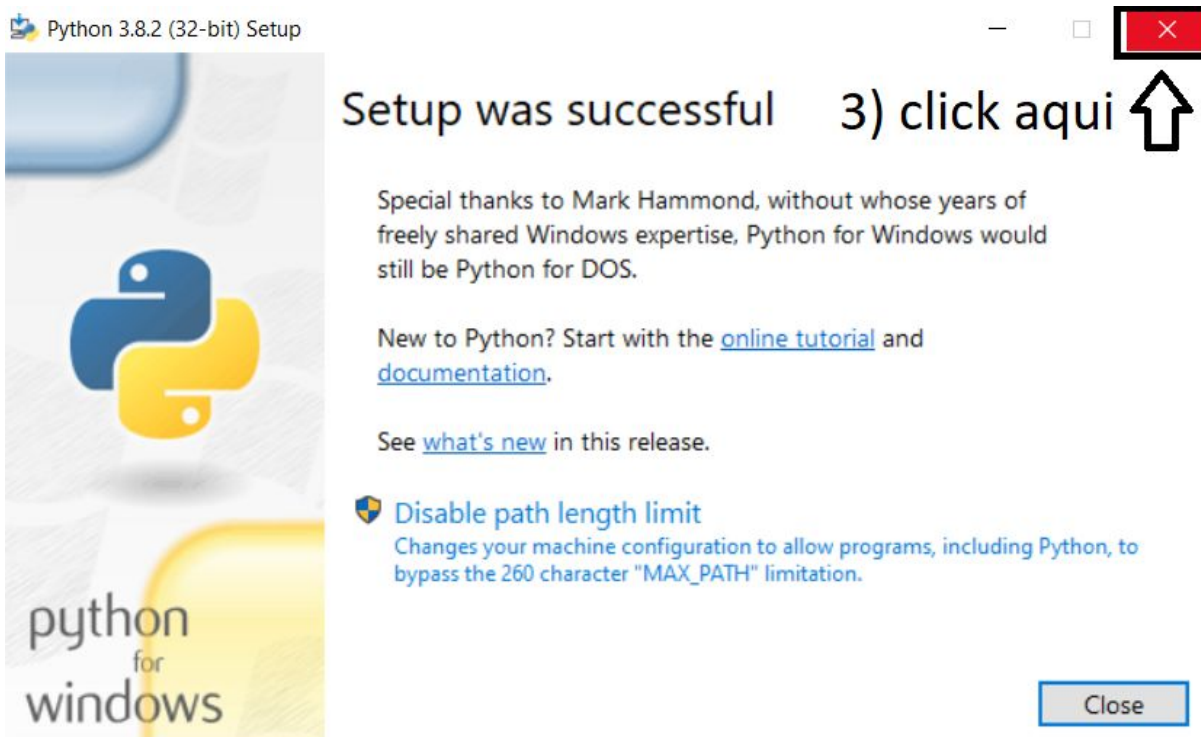 Python 3.8.2 (32-bit) Setup
Setup was successful
3) click aqui
Special thanks to Mark Hammond, without whose years of
freely shared Windows expertise, Python for Windows would
still be Python for DOS.
New to Python? Start with the online tutorial and
documentation.
See what's new in this release.
Disable path length limit
Changes your machine configuration to allow programs, including Python, to
bypass the 260 character "MAX_PATH" limitation.
python
for
windows
Close